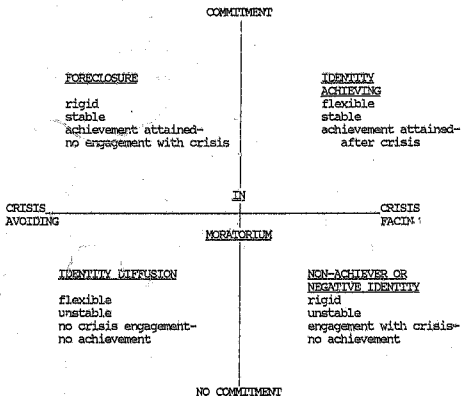 COMMITMENT
FORECLOSURE
rigid
stable
achievement attained-
no engagement with crisis
IDENTITY
ACHIEVING
flexible
stable
achievement attained-
after crisis
IN
CRISIS
AVOIDING
CRISIS
FACING
MORATORIUM
IDENTITY DIFFUSION
flexible
unstable
no crisis engagement-
no achievement
NON-ACHIEVER OR
NEGATIVE IDENTITY
rigid
unstable
engagement with crisis-
no achievement
NO COMMITMENT